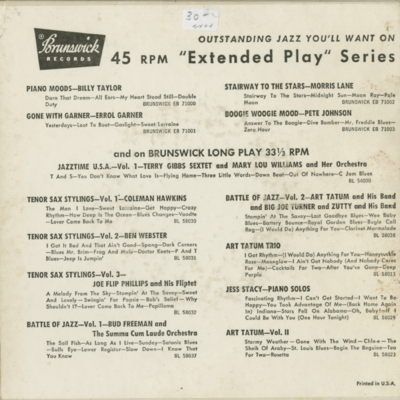 30—
OUTSTANDING JAZZ YOU'LL WANT ON
Brunswick
RECORDS
45 RPM "Extended Play" Series
PIANO MOODS—BILLY TAYLOR
Dare That Dream—All Ears—My Heart Stood Still—Double
Duty
BRUNSWICK EB 71000
GONE WITH GARNER—ERROL GARNER
Yesterdays—Lost To Boat—Gaslight—Sweet Lorraine
BRUNSWICK EB 71001
STAIRWAY TO THE STARS—MORRIS LANE
Stairway To The Stars—Midnight Sun—Moon Ray—Pale
Moon
BRUNSWICK EB 71002
BOOGIE WOOGIE MOOD—PETE JOHNSON
Answer To The Boogie—Dive Bomber—Mr. Freddie Blues—
Zero Hour
BRUNSWICK EB 71003
and on BRUNSWICK LONG PLAY 33⅓ RPM
JAZZTIME U.S.A.—Vol. 1—TERRY GIBBS SEXTET and MARY LOU WILLIAMS and Her Orchestra
T and S—You Don't Know What Love Is—Flying Home—Three Little Words—Down Beat—Out Of Nowhere—C Jam Blues
BL 54000
TENOR SAX STYLINGS—Vol. 1—COLEMAN HAWKINS
The Man I Love—Sweet Lorraine—Get Happy—Crazy
Rhythm—How Deep Is The Ocean—Blues Changes—Vandte
—Lover Come Back To Me
BL 58030
TENOR SAX STYLINGS—Vol. 2—BEN WEBSTER
I Got It Bad And That Ain't Good—Spang—Dark Corners
—Blues Mr. Brim—Frog And Mule—Doctor Keets—P And T
Blues—Jeep Is Jumpin'
BL 58031
TENOR SAX STYLINGS—Vol. 3—
JOE FLIP PHILLIPS and His Fliptet
A Melody From The Sky—Stompin' At The Savoy—Sweet
And Lovely—Swingin' For Popsie—Bob's Belief—Why
Shouldn't I?—Lover Come Back To Me—Papilloma
BL 58032
BATTLE OF JAZZ—Vol. 1—BUD FREEMAN and
The Summa Cum Laude Orchestra
The Sail Fish—As Long As I Live—Sunday—Satanic Blues
—Bulls Eye—Lover Register—Slow Down—I Know That
You Know
BL 58037
BATTLE OF JAZZ—Vol. 2—ART TATUM and His Band
and BIG JOE TURNER and ZUTTY and His Band
Stompin' At The Savoy—Last Goodbye Blues—Wee Baby
Blues—Battery Bounce—Royal Garden Blues—Bugle Call
Rag—I (Would Do) Anything For You—Clarinet Marmalade
BL 58038
ART TATUM TRIO
I Got Rhythm—(I Would Do) Anything For You—Honeysuckle
Rose—Moonglow—I Ain't Got Nobody (And Nobody Cares
For Me)—Cocktails For Two—After You've Gone—Deep
Purple
BL 58013
JESS STACY—PIANO SOLOS
Fascinating Rhythm—I Can't Get Started—I Want To Be
Happy—You Took Advantage Of Me—(Back Home Again
In) Indiana—Stars Fell On Alabama—Oh, Baby!—If I
Could Be With You (One Hour Tonight)
BL 58029
ART TATUM—Vol. II
Stormy Weather—Gone With The Wind—Chloe—The
Sheik Of Araby—St. Louis Blues—Begin The Beguine—Tea
For Two—Rosetta
BL 58023
Printed in U.S.A.